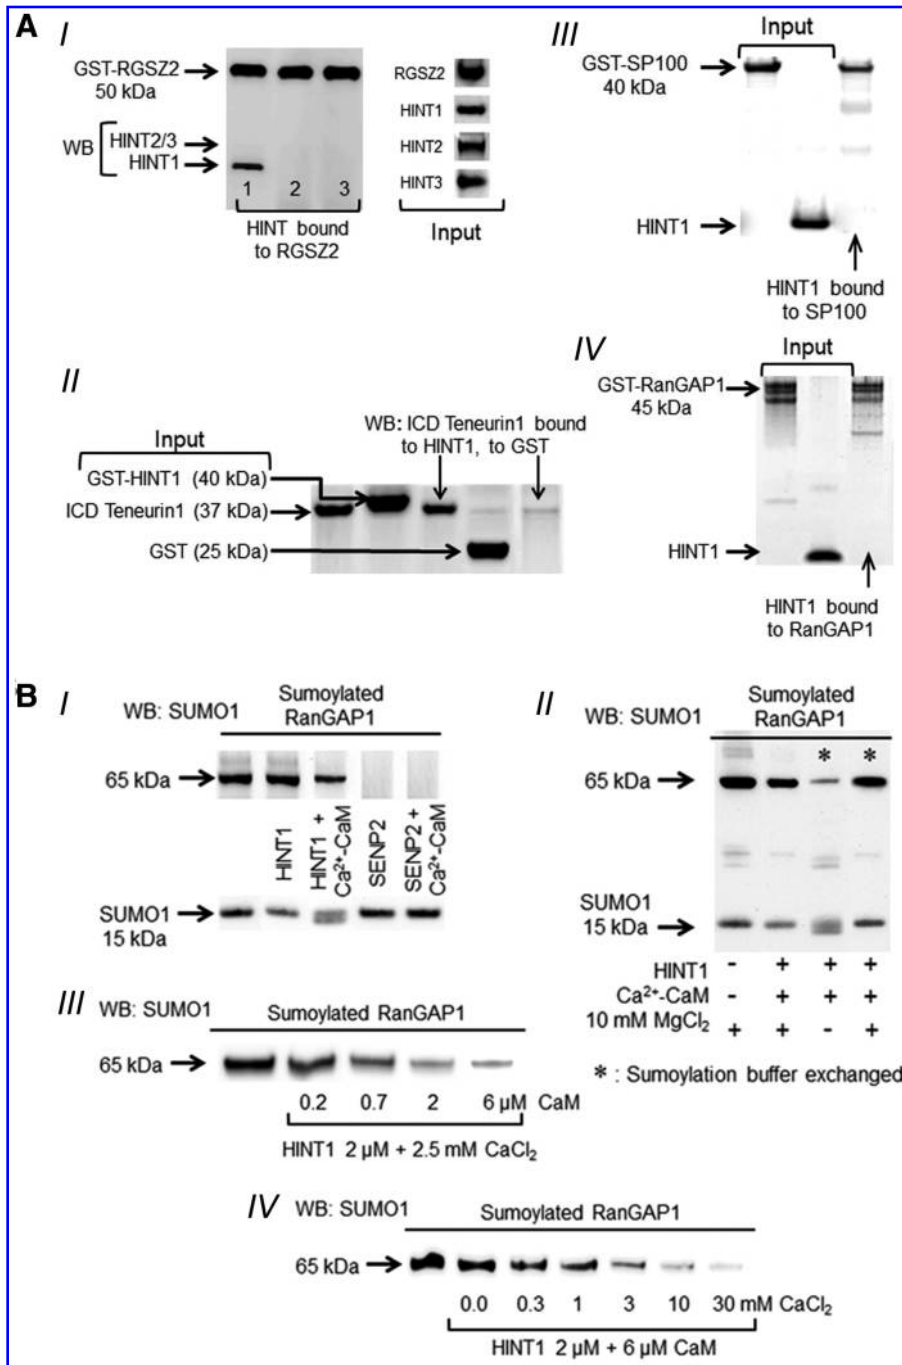 A
I
GST-RGSZ2
50 kDa
WB
HINT2/3
HINT1
1 2 3
HINT bound
to RGSZ2
RGSZ2
HINT1
HINT2
HINT3
Input
III
Input
GST-SP100
40 kDa
HINT1
HINT1 bound
to SP100
II
Input
WB: ICD Teneurin1 bound
to HINT1, to GST
GST-HINT1 (40 kDa)
ICD Teneurin1 (37 kDa)
GST (25 kDa)
IV
Input
GST-RanGAP1
45 kDa
HINT1
HINT1 bound
to RanGAP1
B
I
WB: SUMO1
Sumoylated
RanGAP1
65 kDa
HINT1
HINT1 +
Ca²⁺-CaM
SENP2
SENP2 +
Ca²⁺-CaM
SUMO1
15 kDa
II
WB: SUMO1
Sumoylated
RanGAP1
* *
65 kDa
SUMO1
15 kDa
HINT1 - + + +
Ca²⁺-CaM - + + +
10 mM MgCl₂ + + - +
* : Sumoylation buffer exchanged
III
WB: SUMO1
Sumoylated RanGAP1
65 kDa
0.2 0.7 2 6 µM CaM
HINT1 2 µM + 2.5 mM CaCl₂
IV
WB: SUMO1
Sumoylated RanGAP1
65 kDa
0.0 0.3 1 3 10 30 mM CaCl₂
HINT1 2 µM + 6 µM CaM